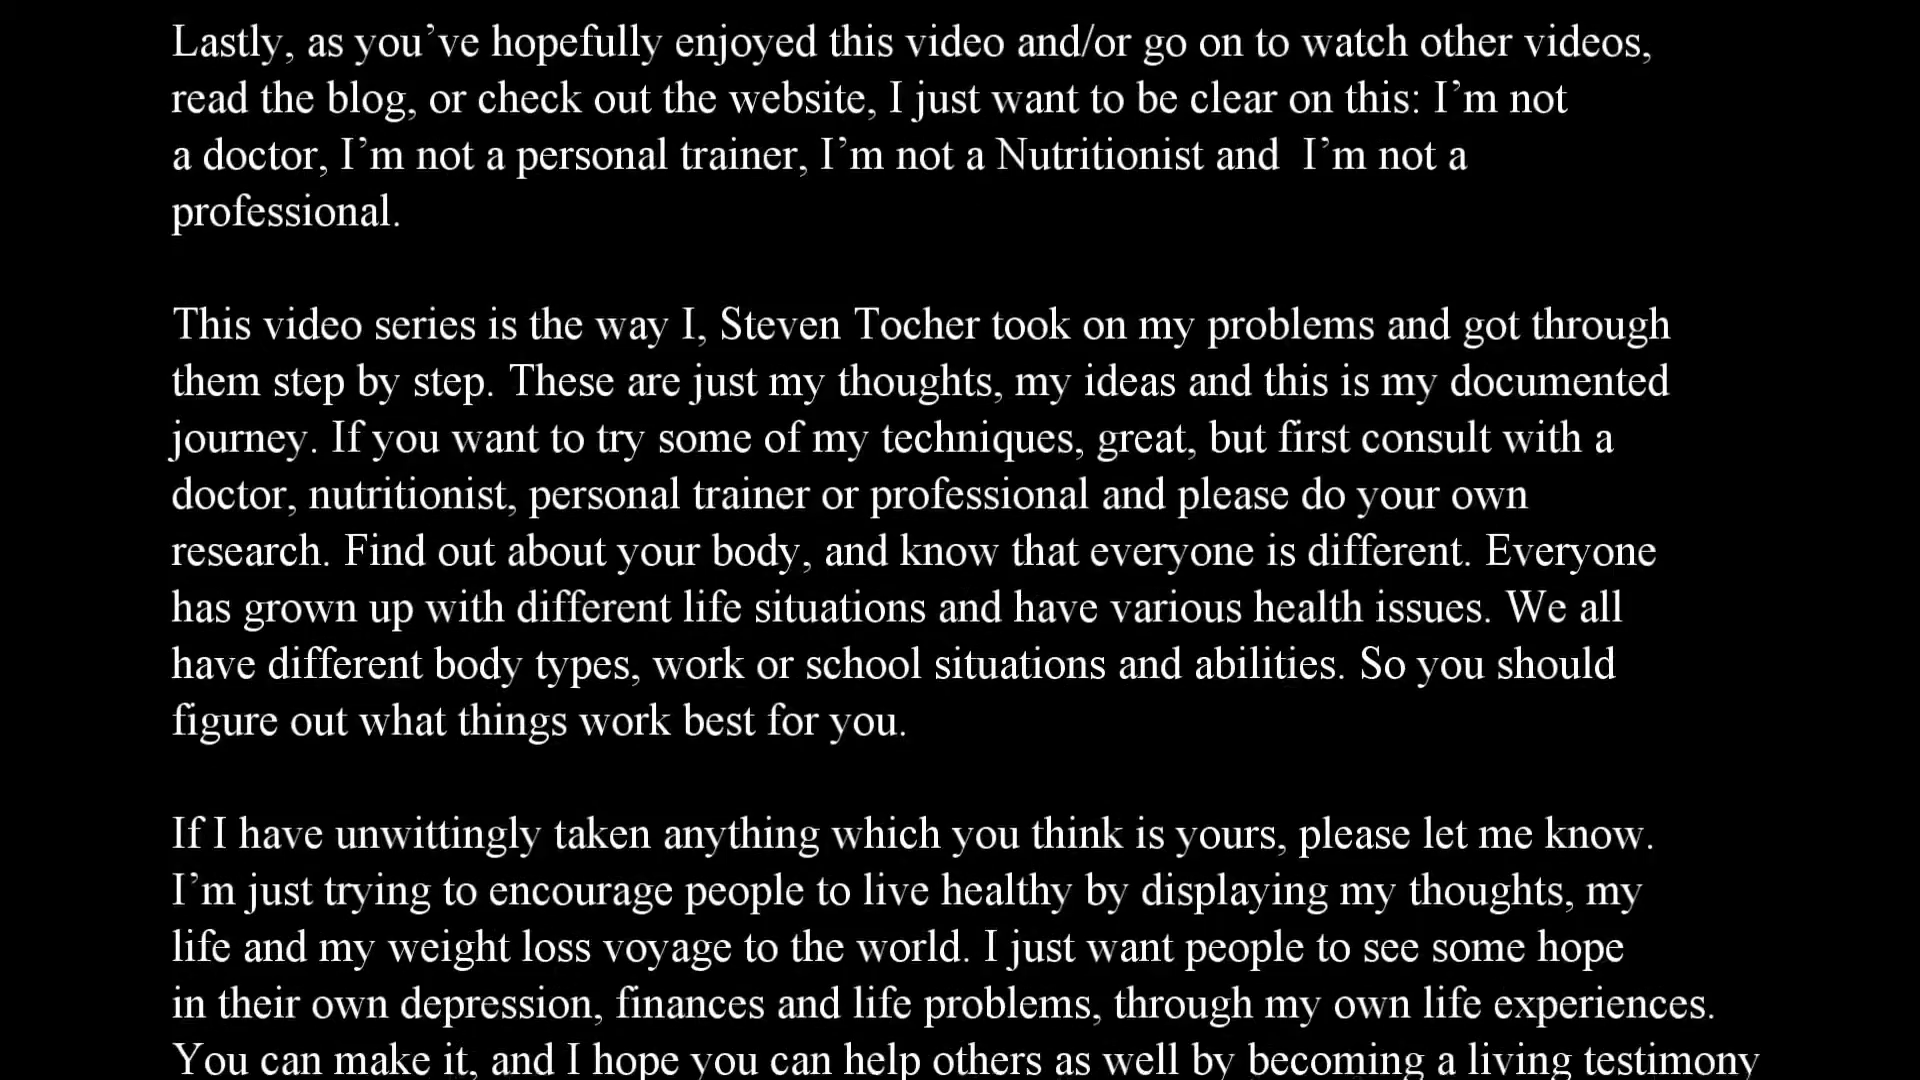 Lastly, as you’ve hopefully enjoyed this video and/or go on to watch other videos,
read the blog, or check out the website, I just want to be clear on this: I’m not
a doctor, I’m not a personal trainer, I’m not a Nutritionist and  I’m not a
professional.
This video series is the way I, Steven Tocher took on my problems and got through
them step by step. These are just my thoughts, my ideas and this is my documented
journey. If you want to try some of my techniques, great, but first consult with a
doctor, nutritionist, personal trainer or professional and please do your own
research. Find out about your body, and know that everyone is different. Everyone
has grown up with different life situations and have various health issues. We all
have different body types, work or school situations and abilities. So you should
figure out what things work best for you.
If I have unwittingly taken anything which you think is yours, please let me know.
I’m just trying to encourage people to live healthy by displaying my thoughts, my
life and my weight loss voyage to the world. I just want people to see some hope
in their own depression, finances and life problems, through my own life experiences.
You can make it, and I hope you can help others as well by becoming a living testimony